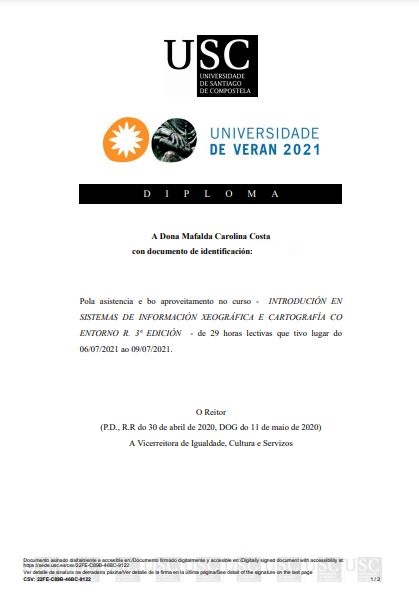 USC
UNIVERSIDADE
DE SANTIAGO
DE COMPOSTELA
UNIVERSIDADE
DE VERAN 2021
DIPLOMA
A Dona Mafalda Carolina Costa
con documento de identificación:
Pola asistencia e bo aproveitamento no curso - INTRODUCIÓN EN
SISTEMAS DE INFORMACIÓN XEOGRÁFICA E CARTOGRAFÍA CO
ENTORNO R. 3ª EDICIÓN - de 29 horas lectivas que tivo lugar do
06/07/2021 ao 09/07/2021.
O Reitor
(P.D., R.R do 30 de abril de 2020, DOG do 11 de maio de 2020)
A Vicerreitora de Igualdade, Cultura e Servizos
Documento asinado dixitalmente e accesible en:/Documento firmado digitalmente y accesible en:/Digitally signed document with accessibility at:
https://sede.usc.es/csv/22FE-C89B-46BC-9122
Ver detalle da sinatura na derradeira páxina/Ver detalle de la firma en la última página/See detail of the signature on the last page
CSV: 22FE-C89B-46BC-9122
1 / 2